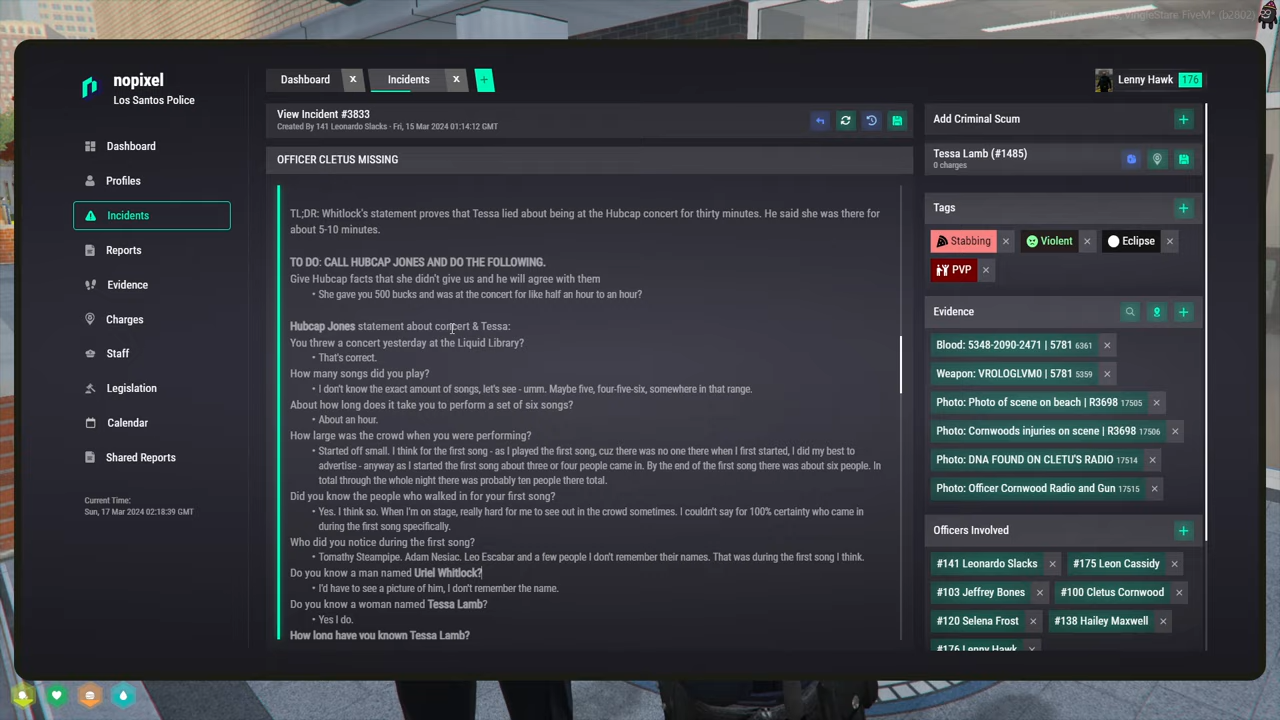 nopixel
Los Santos Police
Dashboard
Profiles
Incidents
Reports
Evidence
Charges
Staff
Legislation
Calendar
Shared Reports
Current Time:
Sun, 17 Mar 2024 02:18:39 GMT
Dashboard x Incidents x +
View Incident #3833
Created By 141 Leonardo Slacks - Fri, 15 Mar 2024 01:14:12 GMT
OFFICER CLETUS MISSING
TL;DR: Whitlock's statement proves that Tessa lied about being at the Hubcap concert for thirty minutes. He said she was there for
about 5-10 minutes.
TO DO: CALL HUBCAP JONES AND DO THE FOLLOWING.
Give Hubcap facts that she didn't give us and he will agree with them
• She gave you 500 bucks and was at the concert for like half an hour to an hour?
Hubcap Jones statement about concert & Tessa:
You threw a concert yesterday at the Liquid Library?
• That's correct.
How many songs did you play?
• I don't know the exact amount of songs, let's see - umm. Maybe five, four-five-six, somewhere in that range.
About how long does it take you to perform a set of six songs?
• About an hour.
How large was the crowd when you were performing?
• Started off small. I think for the first song - as I played the first song, cuz there was no one there when I first started, I did my best to
advertise - anyway as I started the first song about three or four people came in. By the end of the first song there was about six people. In
total through the whole night there was probably ten people there total.
Did you know the people who walked in for your first song?
• Yes. I think so. When I'm on stage, really hard for me to see out in the crowd sometimes. I couldn't say for 100% certainty who came in
during the first song specifically.
Who did you notice during the first song?
• Tomathy Steampipe. Adam Nesiac. Leo Escabar and a few people I don't remember their names. That was during the first song I think.
Do you know a man named Uriel Whitlock?
• I'd have to see a picture of him, I don't remember the name.
Do you know a woman named Tessa Lamb?
• Yes I do.
How long have you known Tessa Lamb?
Lenny Hawk 176
Add Criminal Scum
Tessa Lamb (#1485)
0 charges
Tags
Stabbing x Violent x Eclipse x
PVP x
Evidence
Blood: 5348-2090-2471 | 5781 6361 x
Weapon: VROLOGLVM0 | 5781 5359 x
Photo: Photo of scene on beach | R3698 17505 x
Photo: Cornwoods injuries on scene | R3698 17506 x
Photo: DNA FOUND ON CLETU'S RADIO 17514 x
Photo: Officer Cornwood Radio and Gun 17515 x
Officers Involved
#141 Leonardo Slacks x #175 Leon Cassidy x
#103 Jeffrey Bones x #100 Cletus Cornwood x
#120 Selena Frost x #138 Hailey Maxwell x
#176 Lenny Hawk x